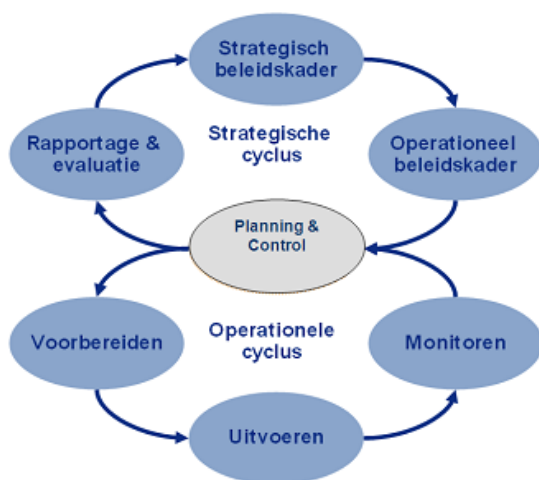 Strategisch
beleidskader
Rapportage &
evaluatie
Strategische
cyclus
Operationeel
beleidskader
Planning &
Control
Voorbereiden
Operationele
cyclus
Monitoren
Uitvoeren